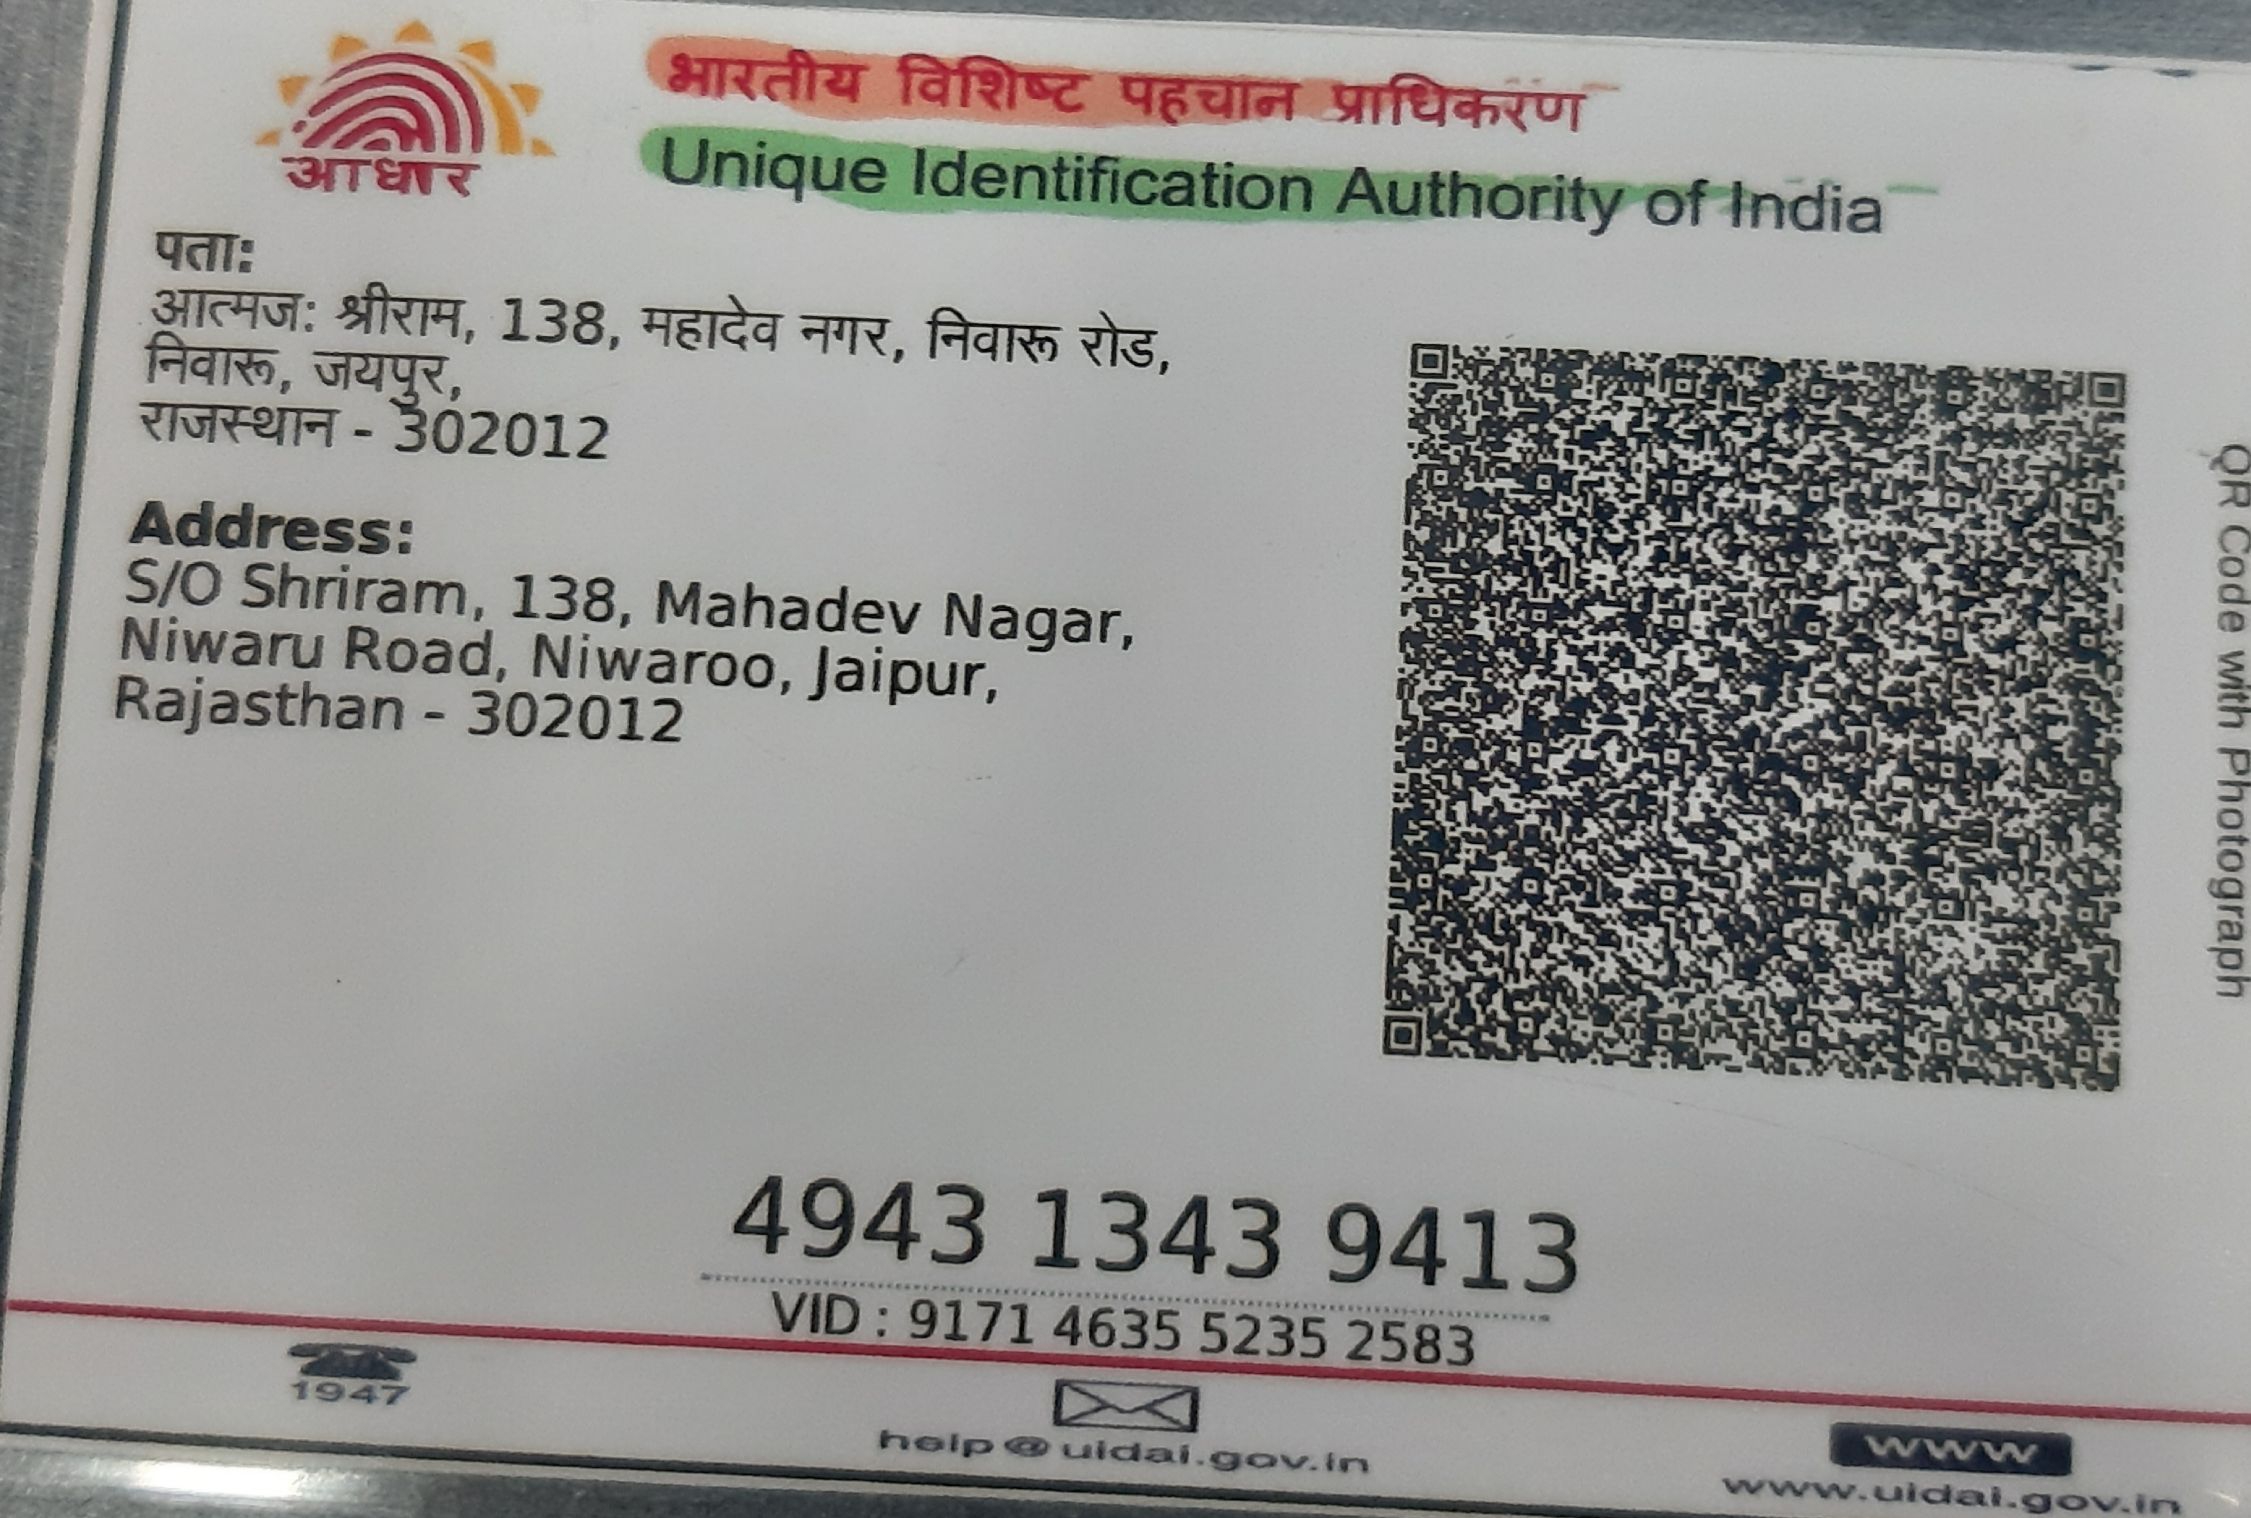 आधार
भारतीय विशिष्ट पहचान प्राधिकरण
Unique Identification Authority of India
पता:
आत्मज: श्रीराम, 138, महादेव नगर, निवारू रोड,
निवारू, जयपुर,
राजस्थान - 302012
Address:
S/O Shriram, 138, Mahadev Nagar,
Niwaru Road, Niwaroo, Jaipur,
Rajasthan - 302012
QR Code with Photograph
4943 1343 9413
VID : 9171 4635 5235 2583
1947
help@uidai.gov.in
www
www.uidai.gov.in